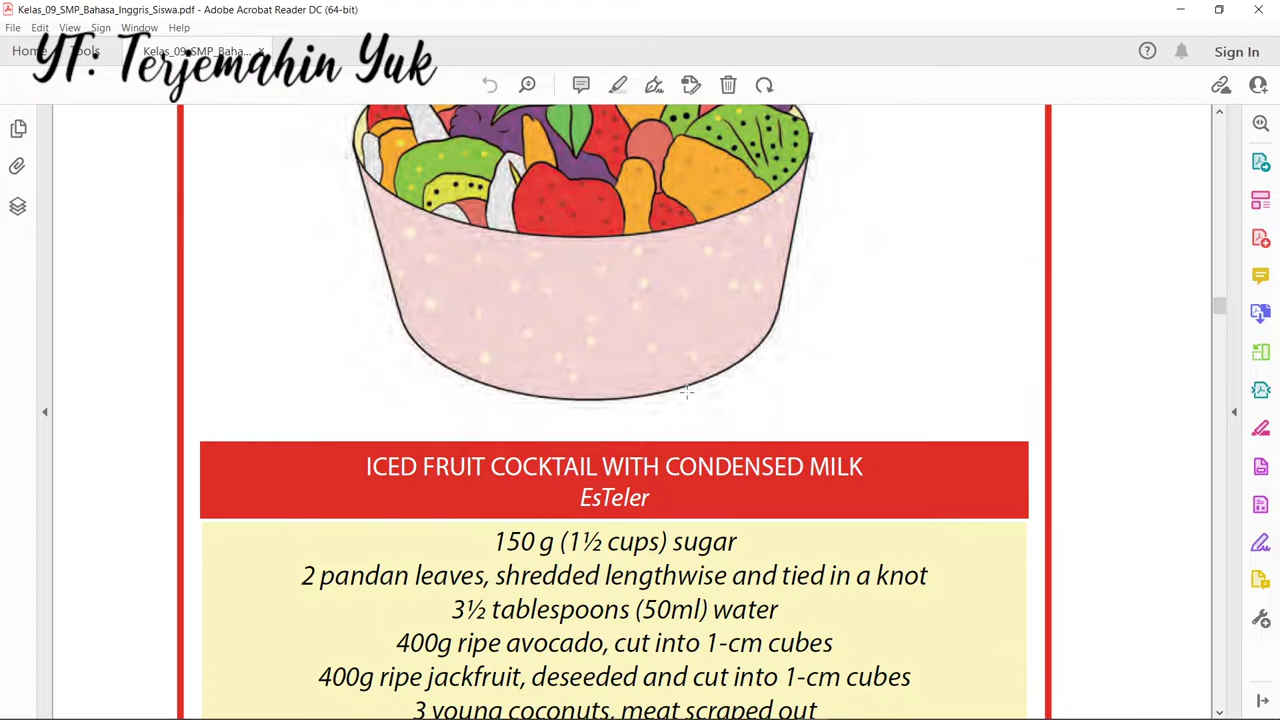 Kelas_09_SMP_Bahasa_Inggris_Siswa.pdf - Adobe Acrobat Reader DC (64-bit)
File Edit View Sign Window Help
Home Tools Kelas_09_SMP_Baha... ×
Sign In
YT: Terjemahin Yuk
ICED FRUIT COCKTAIL WITH CONDENSED MILK
EsTeler
150 g (1½ cups) sugar
2 pandan leaves, shredded lengthwise and tied in a knot
3½ tablespoons (50ml) water
400g ripe avocado, cut into 1-cm cubes
400g ripe jackfruit, deseeded and cut into 1-cm cubes
3 young coconuts, meat scraped out